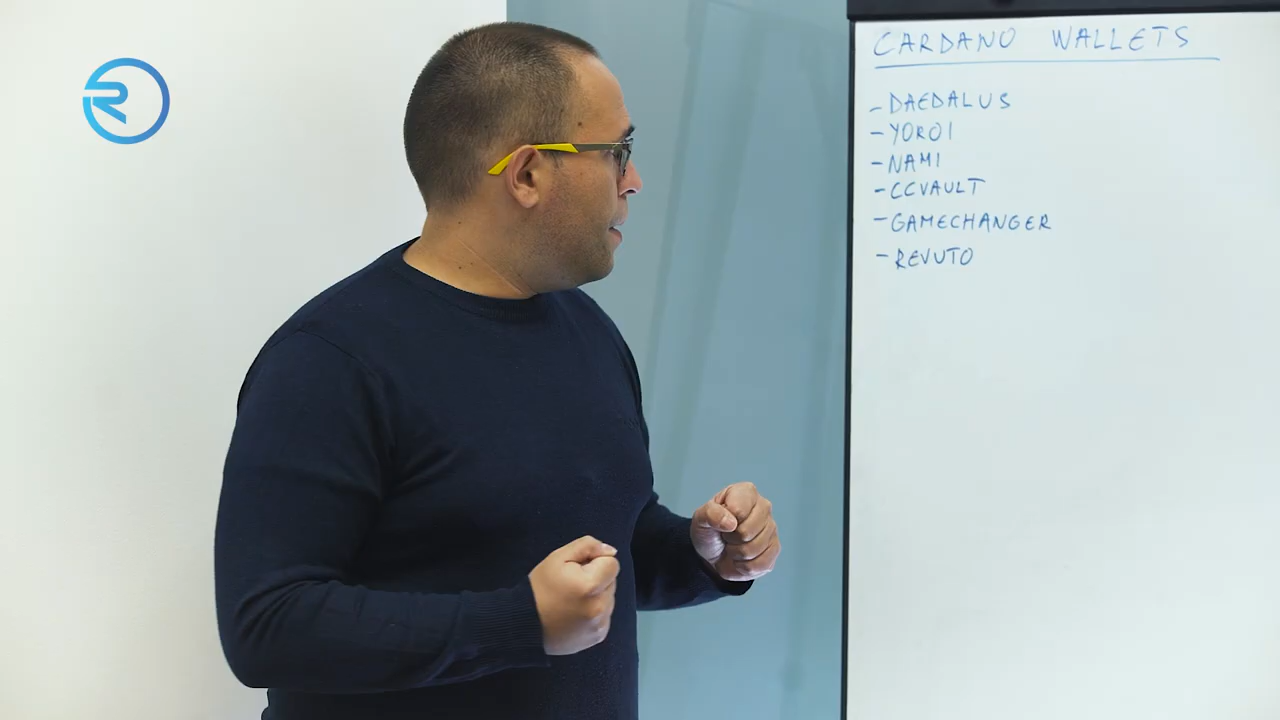 CARDANO WALLETS
- DAEDALUS
- YOROI
- NAMI
- CCVAULT
- GAMECHANGER
- REVUTO